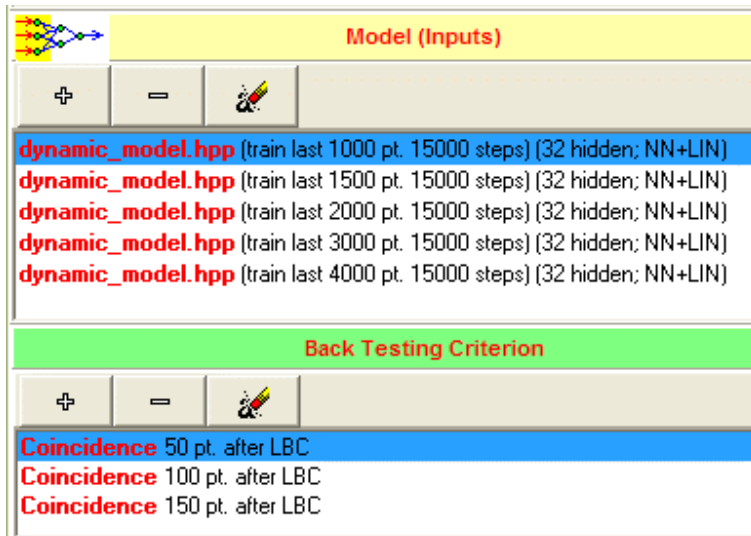 Model (Inputs)
dynamic_model.hpp (train last 1000 pt. 15000 steps) (32 hidden; NN+LIN)
dynamic_model.hpp (train last 1500 pt. 15000 steps) (32 hidden; NN+LIN)
dynamic_model.hpp (train last 2000 pt. 15000 steps) (32 hidden; NN+LIN)
dynamic_model.hpp (train last 3000 pt. 15000 steps) (32 hidden; NN+LIN)
dynamic_model.hpp (train last 4000 pt. 15000 steps) (32 hidden; NN+LIN)
Back Testing Criterion
Coincidence 50 pt. after LBC
Coincidence 100 pt. after LBC
Coincidence 150 pt. after LBC